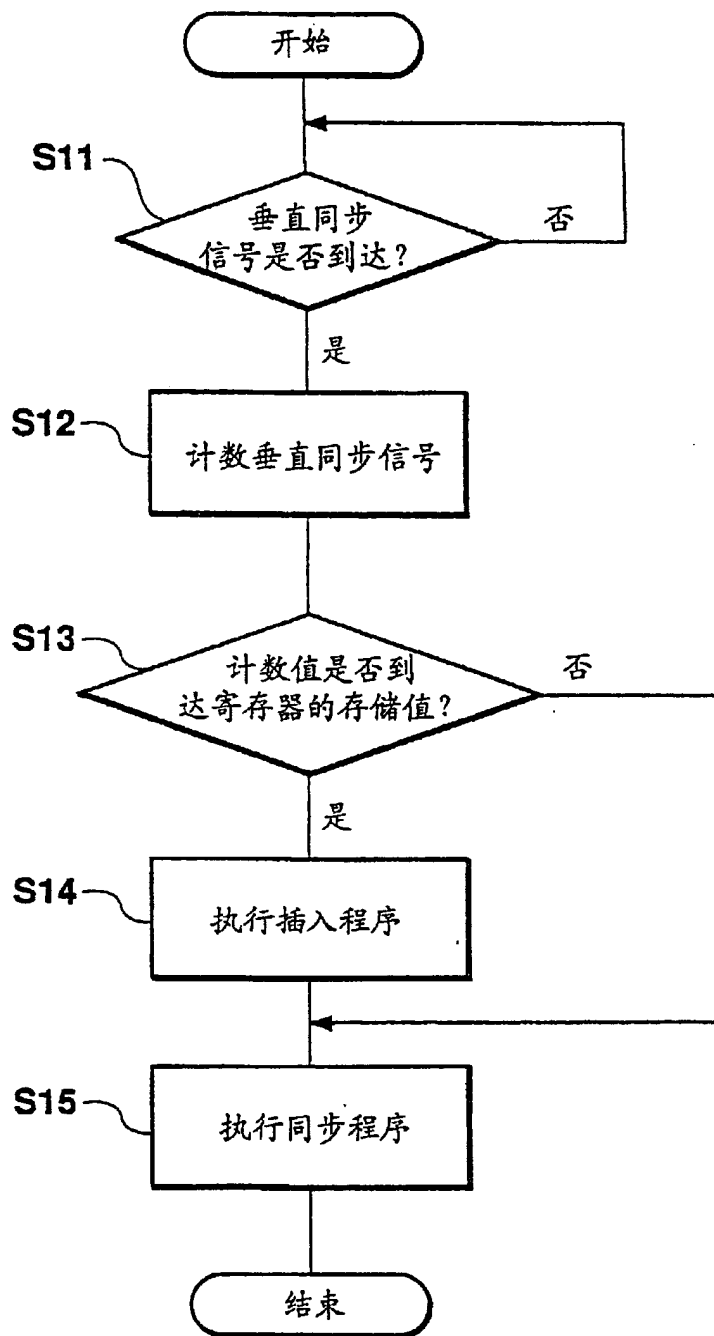 开始
S11
垂直同步
信号是否到达？
否
是
S12
计数垂直同步信号
S13
计数值是否到
达寄存器的存储值？
否
是
S14
执行插入程序
S15
执行同步程序
结束